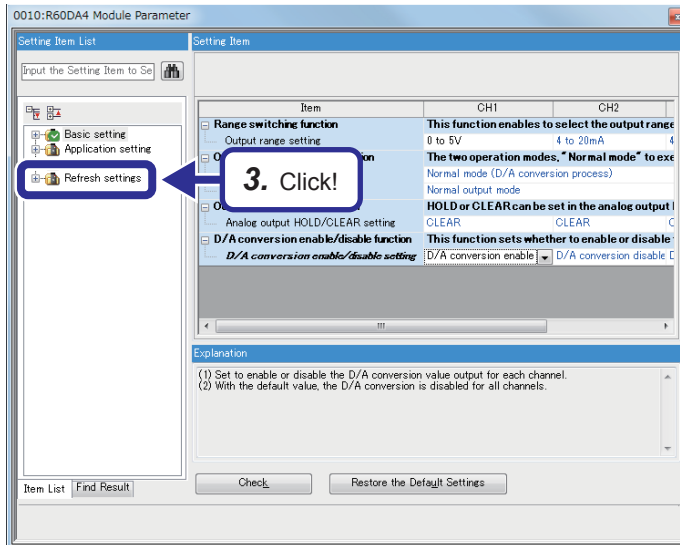 0010:R60DA4 Module Parameter
Setting Item List
Setting Item
Input the Setting Item to Se
Basic setting
Application setting
Refresh settings
Item CH1 CH2
Range switching function This function enables to select the output range
Output range setting 0 to 5V 4 to 20mA 4
O on The two operation modes, "Normal mode" to exe
Normal mode (D/A conversion process)
Normal output mode
O HOLD or CLEAR can be set in the analog output
Analog output HOLD/CLEAR setting CLEAR CLEAR C
D/A conversion enable/disable function This function sets whether to enable or disable
D/A conversion enable/disable setting D/A conversion enable D/A conversion disable D
3. Click!
Explanation
(1) Set to enable or disable the D/A conversion value output for each channel.
(2) With the default value, the D/A conversion is disabled for all channels.
Item List Find Result
Check Restore the Default Settings